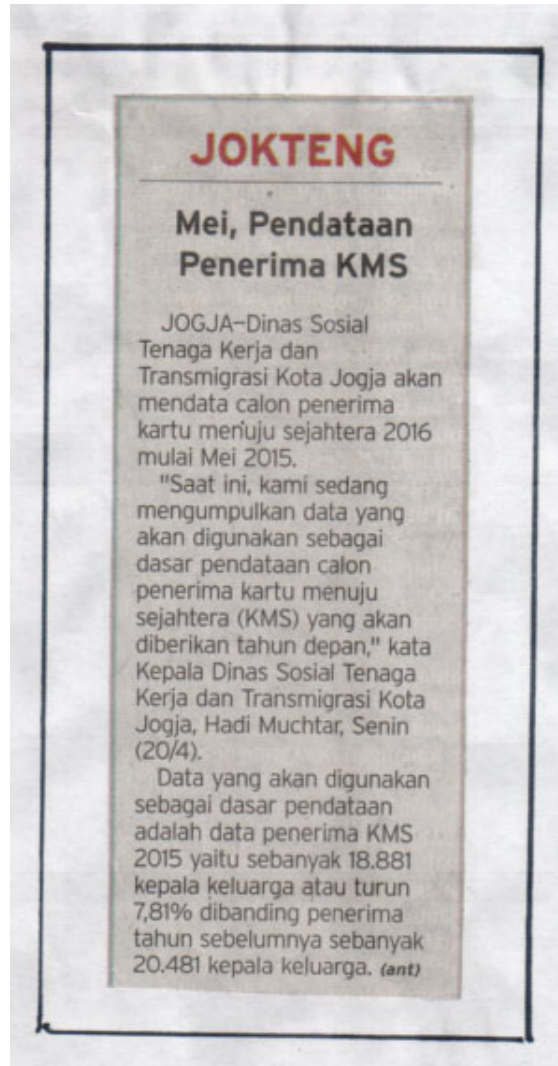 JOKTENG
Mei, Pendataan
Penerima KMS
JOGJA–Dinas Sosial
Tenaga Kerja dan
Transmigrasi Kota Jogja akan
mendata calon penerima
kartu menuju sejahtera 2016
mulai Mei 2015.
"Saat ini, kami sedang
mengumpulkan data yang
akan digunakan sebagai
dasar pendataan calon
penerima kartu menuju
sejahtera (KMS) yang akan
diberikan tahun depan," kata
Kepala Dinas Sosial Tenaga
Kerja dan Transmigrasi Kota
Jogja, Hadi Muchtar, Senin
(20/4).
Data yang akan digunakan
sebagai dasar pendataan
adalah data penerima KMS
2015 yaitu sebanyak 18.881
kepala keluarga atau turun
7,81% dibanding penerima
tahun sebelumnya sebanyak
20.481 kepala keluarga. (ant)